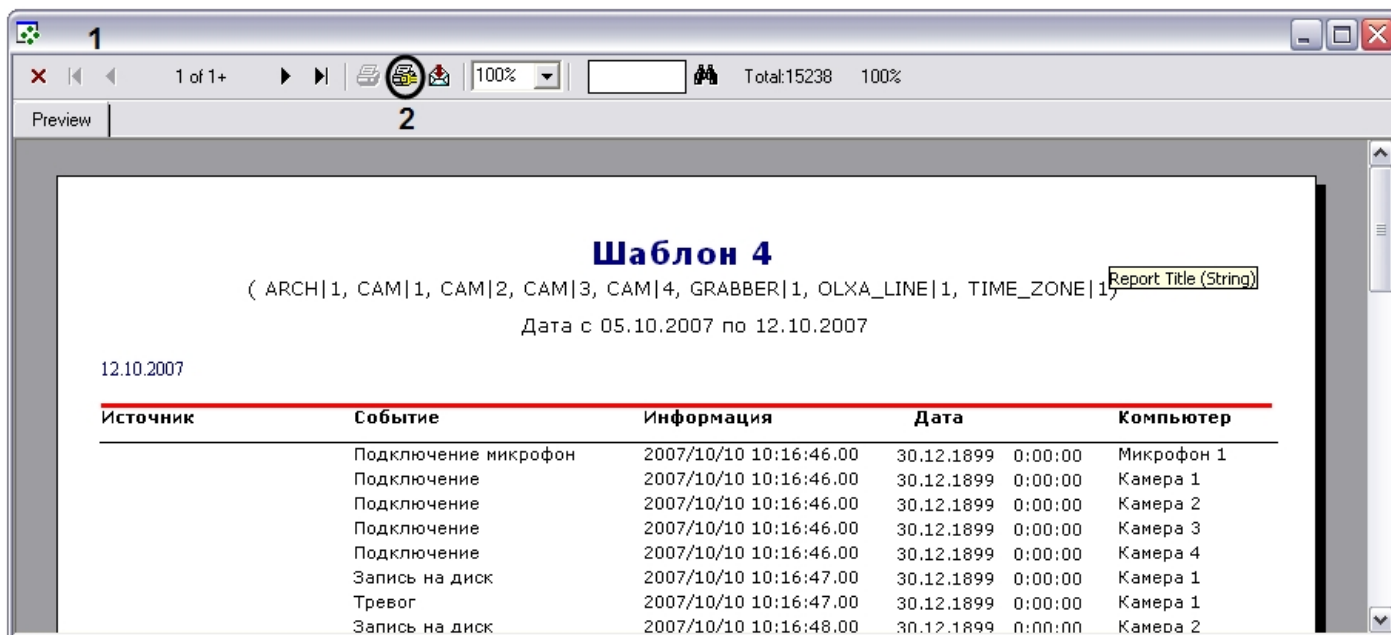 1
1 of 1+ 100% Total:15238 100%
2
Preview
Шаблон 4
( ARCH|1, CAM|1, CAM|2, CAM|3, CAM|4, GRABBER|1, OLXA_LINE|1, TIME_ZONE|1)
Report Title (String)
Дата с 05.10.2007 по 12.10.2007
12.10.2007
Источник Событие Информация Дата Компьютер
Подключение микрофон 2007/10/10 10:16:46.00 30.12.1899 0:00:00 Микрофон 1
Подключение 2007/10/10 10:16:46.00 30.12.1899 0:00:00 Камера 1
Подключение 2007/10/10 10:16:46.00 30.12.1899 0:00:00 Камера 2
Подключение 2007/10/10 10:16:46.00 30.12.1899 0:00:00 Камера 3
Подключение 2007/10/10 10:16:46.00 30.12.1899 0:00:00 Камера 4
Запись на диск 2007/10/10 10:16:47.00 30.12.1899 0:00:00 Камера 1
Тревог 2007/10/10 10:16:47.00 30.12.1899 0:00:00 Камера 1
Запись на диск 2007/10/10 10:16:48.00 30.12.1899 0:00:00 Камера 2